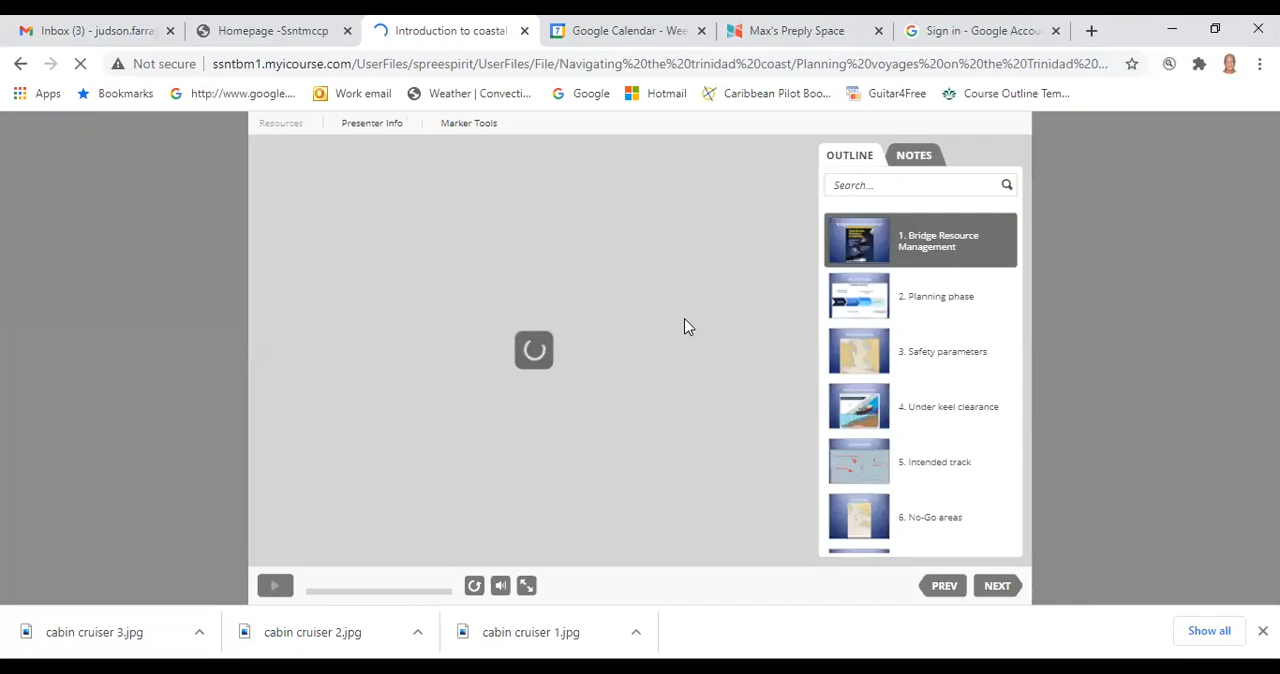 Inbox (3) - judson.farra
Homepage -Ssntmccp
Introduction to coastal
Google Calendar - Wee
Max's Preply Space
Sign in - Google Accou
Not secure
ssntbm1.myicourse.com/UserFiles/spreespirit/UserFiles/File/Navigating%20the%20trinidad%20coast/Planning%20voyages%20on%20the%20Trinidad%20...
Apps
Bookmarks
http://www.google....
Work email
Weather | Convecti...
Google
Hotmail
Caribbean Pilot Boo...
Guitar4Free
Course Outline Tem...
Resources
Presenter Info
Marker Tools
OUTLINE
NOTES
Search...
1. Bridge Resource
Management
2. Planning phase
3. Safety parameters
4. Under keel clearance
5. Intended track
6. No-Go areas
PREV
NEXT
cabin cruiser 3.jpg
cabin cruiser 2.jpg
cabin cruiser 1.jpg
Show all